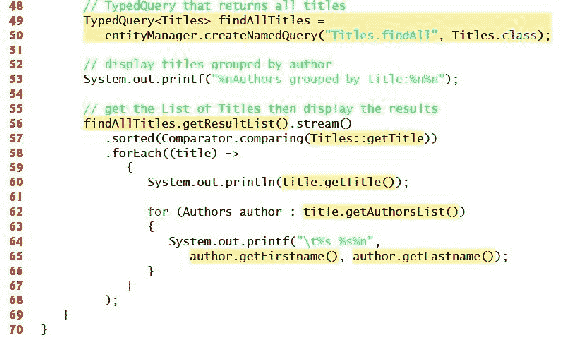 48 // TypedQuery that returns all titles
49 TypedQuery<Titles> findAllTitles =
50 entityManager.createNamedQuery("Titles.findAll", Titles.class);
51
52 // display titles grouped by author
53 System.out.printf("%nAuthors grouped by title:%n%n");
54
55 // get the List of Titles then display the results
56 findAllTitles.getResultList().stream()
57 .sorted(Comparator.comparing(Titles::getTitle))
58 .forEach((title) ->
59 {
60 System.out.println(title.getTitle());
61
62 for (Authors author : title.getAuthorsList())
63 {
64 System.out.printf("\t%s %s%n",
65 author.getFirstname(), author.getLastname());
66 }
67 }
68 );
69 }
70 }